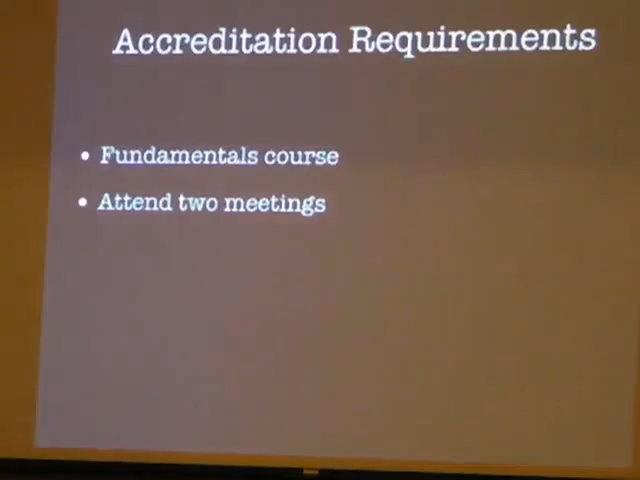 Accreditation Requirements
• Fundamentals course
• Attend two meetings